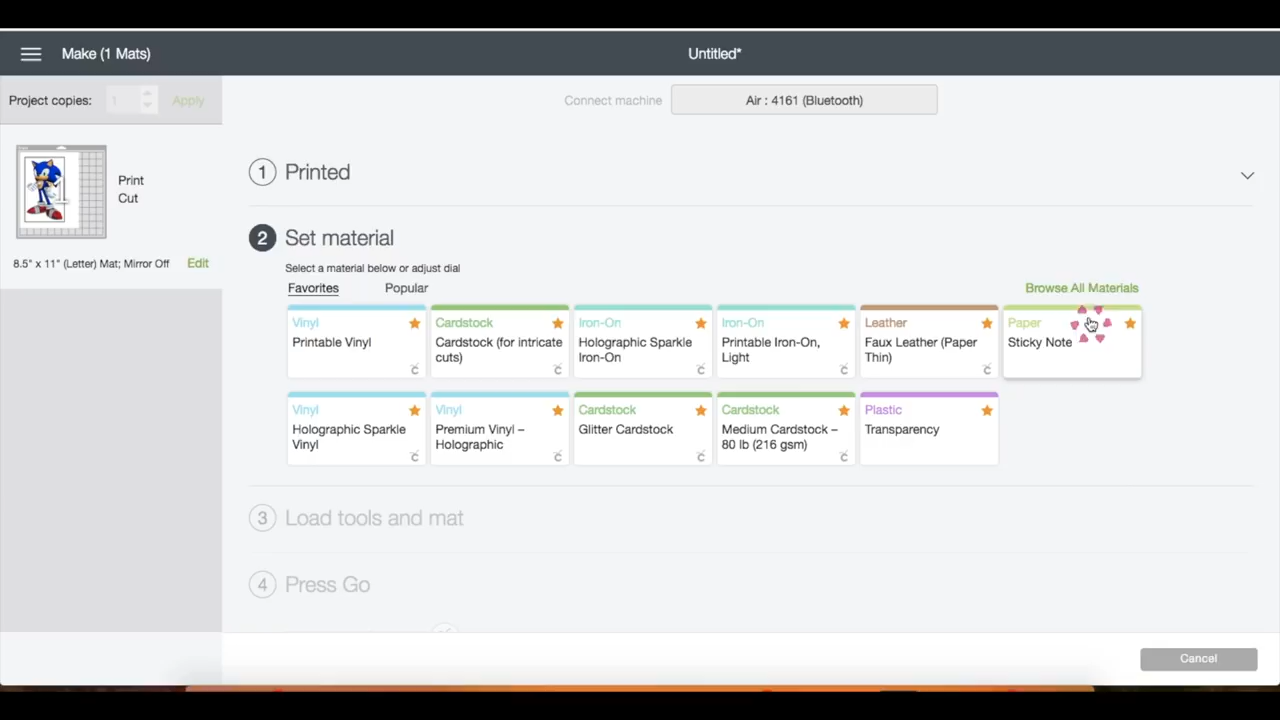 Make (1 Mats)
Untitled*
Project copies:
1
Apply
Connect machine
Air : 4161 (Bluetooth)
Print
Cut
8.5" x 11" (Letter) Mat; Mirror Off
Edit
1
Printed
2
Set material
Select a material below or adjust dial
Favorites
Popular
Browse All Materials
Vinyl
Printable Vinyl
Cardstock
Cardstock (for intricate
cuts)
Iron-On
Holographic Sparkle
Iron-On
Iron-On
Printable Iron-On,
Light
Leather
Faux Leather (Paper
Thin)
Paper
Sticky Note
Vinyl
Holographic Sparkle
Vinyl
Vinyl
Premium Vinyl –
Holographic
Cardstock
Glitter Cardstock
Cardstock
Medium Cardstock –
80 lb (216 gsm)
Plastic
Transparency
3
Load tools and mat
4
Press Go
Cancel